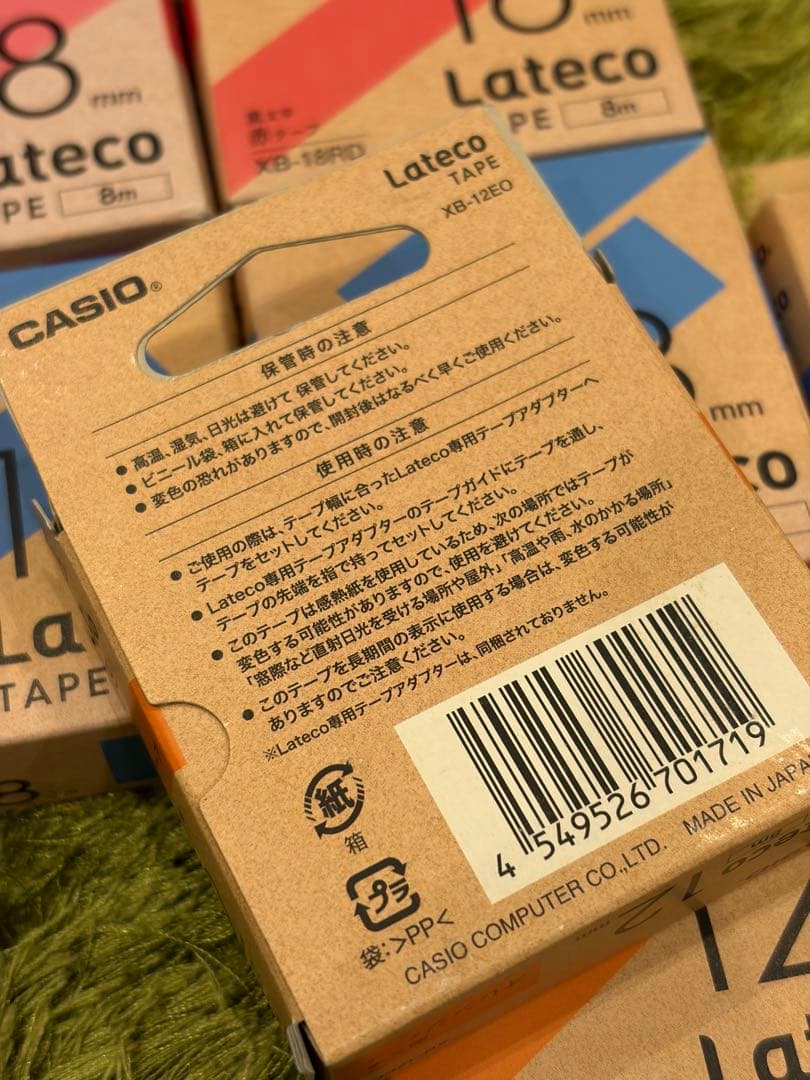 8 mm
ateco
PE 8m
18 mm
Lateco
PE 8m
赤テープ
XB-18RD
Lateco
TAPE
XB-12EO
CASIO®
保管時の注意
●高温、湿気、日光は避けて 保管してください。
●ビニール袋、箱に入れて保管してください。
●変色の恐れがありますので、開封後はなるべく早くご使用ください。
使用時の注意
●ご使用の際は、テープ幅に合ったLateco専用テープアダプターへ
テープをセットしてください。
●Lateco専用テープアダプターのテープガイドにテープを通し、
テープの先端を指で持ってセットしてください。
●このテープは感熱紙を使用しているため、次の場所ではテープが
変色する可能性がありますので、使用を避けてください。
「窓際など直射日光を受ける場所や屋外」「高温や雨、水のかかる場所」
●このテープを長期間の表示に使用する場合は、変色する可能性が
ありますのでご注意ください。
※Lateco専用テープアダプターは、同梱されておりません。
紙
箱
プラ
袋:>PP<
4 549526 701719
CASIO COMPUTER CO.,LTD. MADE IN JAPA
mm
co
La
TAPE
8
12
12
Lat